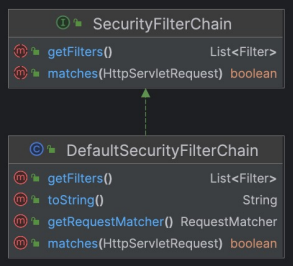 SecurityFilterChain
getFilters() List<Filter>
matches(HttpServletRequest) boolean
DefaultSecurityFilterChain
getFilters() List<Filter>
toString() String
getRequestMatcher() RequestMatcher
matches(HttpServletRequest) boolean